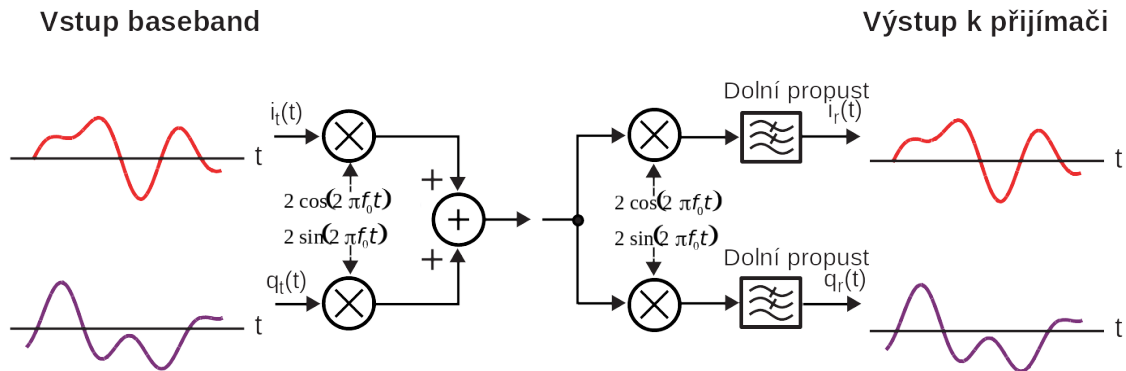 Vstup baseband
Výstup k přijímači
i_t(t)
t
2 cos(2 πf_0t)
2 sin(2 πf_0t)
q_t(t)
t
+
+
+
Dolní propust
i_r(t)
t
2 cos(2 πf_0t)
2 sin(2 πf_0t)
Dolní propust
q_r(t)
t